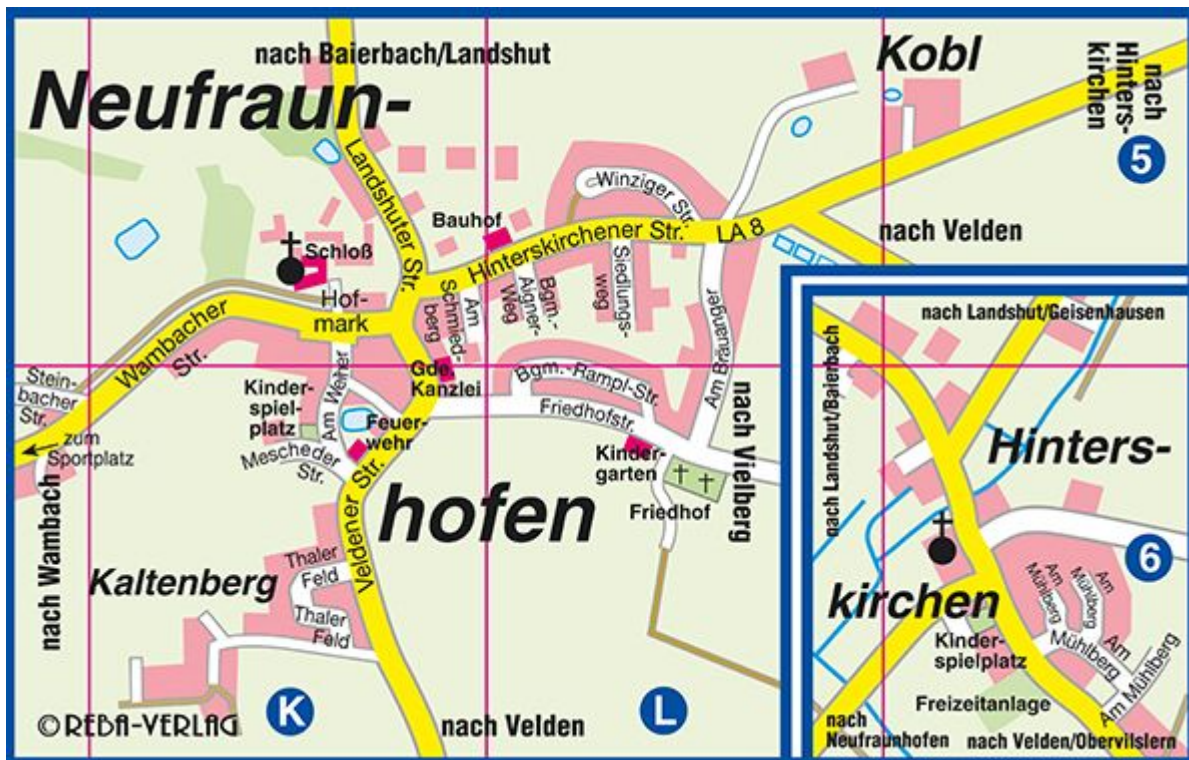 nach Baierbach/Landshut
Kobl
nach
Hinters-
kirchen
5
Neufraun-
Landshuter Str.
Winziger Str.
Bauhof
Hinterskirchener Str.
LA 8
nach Velden
Schloß
Hof-
mark
Wambacher
Str.
Am
Schmied-
berg
Bgm.-
Aigner-
Weg
Siedlungs-
weg
Am Brauanger
Gde.
Kanzlei
Stein-
bacher
Str.
zum
Sportplatz
Kinder-
spiel-
platz
Am Weiher
Mescheder
Str.
Feuer-
wehr
Bgm.-Rampl-Str.
Friedhofstr.
Kinder-
garten
Friedhof
nach Vielberg
nach Wambach
hofen
Veldener Str.
Kaltenberg
Thaler
Feld
Thaler
Feld
©REBA-VERLAG
K
nach Velden
L
nach Landshut/Geisenhausen
nach Landshut/Baierbach
Hinters-
kirchen
6
Am
Mühlberg
Am
Mühlberg
Am
Mühlberg
Am Mühlberg
Kinder-
spielplatz
Freizeitanlage
nach
Neufraunhofen
nach Velden/Obervilslern